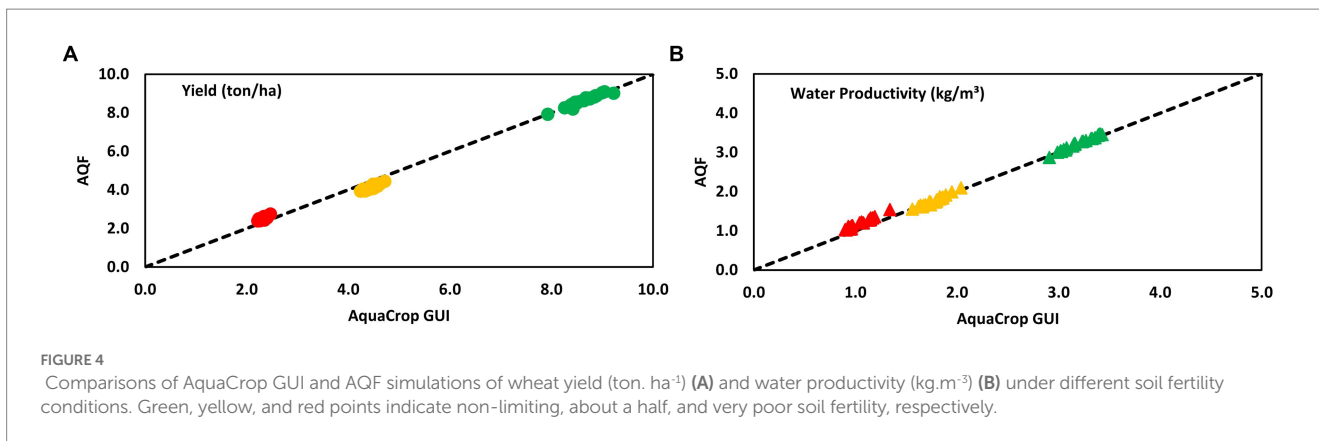 A
10.0
8.0
6.0
4.0
2.0
0.0
AQF
Yield (ton/ha)
0.0 2.0 4.0 6.0 8.0 10.0
AquaCrop GUI
B
5.0
4.0
3.0
2.0
1.0
0.0
AQF
Water Productivity (kg/m³)
0.0 1.0 2.0 3.0 4.0 5.0
AquaCrop GUI
FIGURE 4
Comparisons of AquaCrop GUI and AQF simulations of wheat yield (ton. ha⁻¹) (A) and water productivity (kg.m⁻³) (B) under different soil fertility
conditions. Green, yellow, and red points indicate non-limiting, about a half, and very poor soil fertility, respectively.